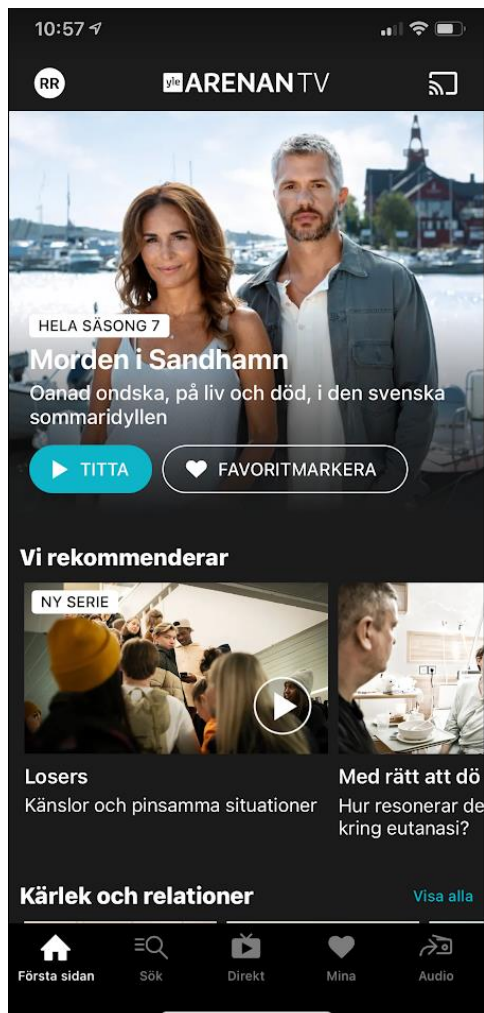 10:57
RR
yle ARENAN TV
HELA SÄSONG 7
Morden i Sandhamn
Oanad ondska, på liv och död, i den svenska
sommaridyllen
TITTA
FAVORITMARKERA
Vi rekommenderar
NY SERIE
Losers
Känslor och pinsamma situationer
Med rätt att dö
Hur resonerar de
kring eutanasi?
Kärlek och relationer
Visa alla
Första sidan
Sök
Direkt
Mina
Audio